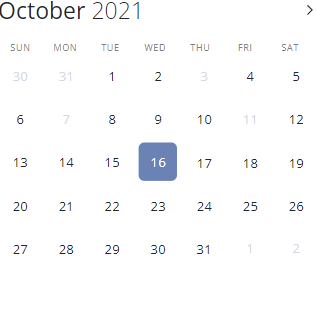 October 2021
SUN MON TUE WED THU FRI SAT
30 31 1 2 3 4 5
6 7 8 9 10 11 12
13 14 15 16 17 18 19
20 21 22 23 24 25 26
27 28 29 30 31 1 2